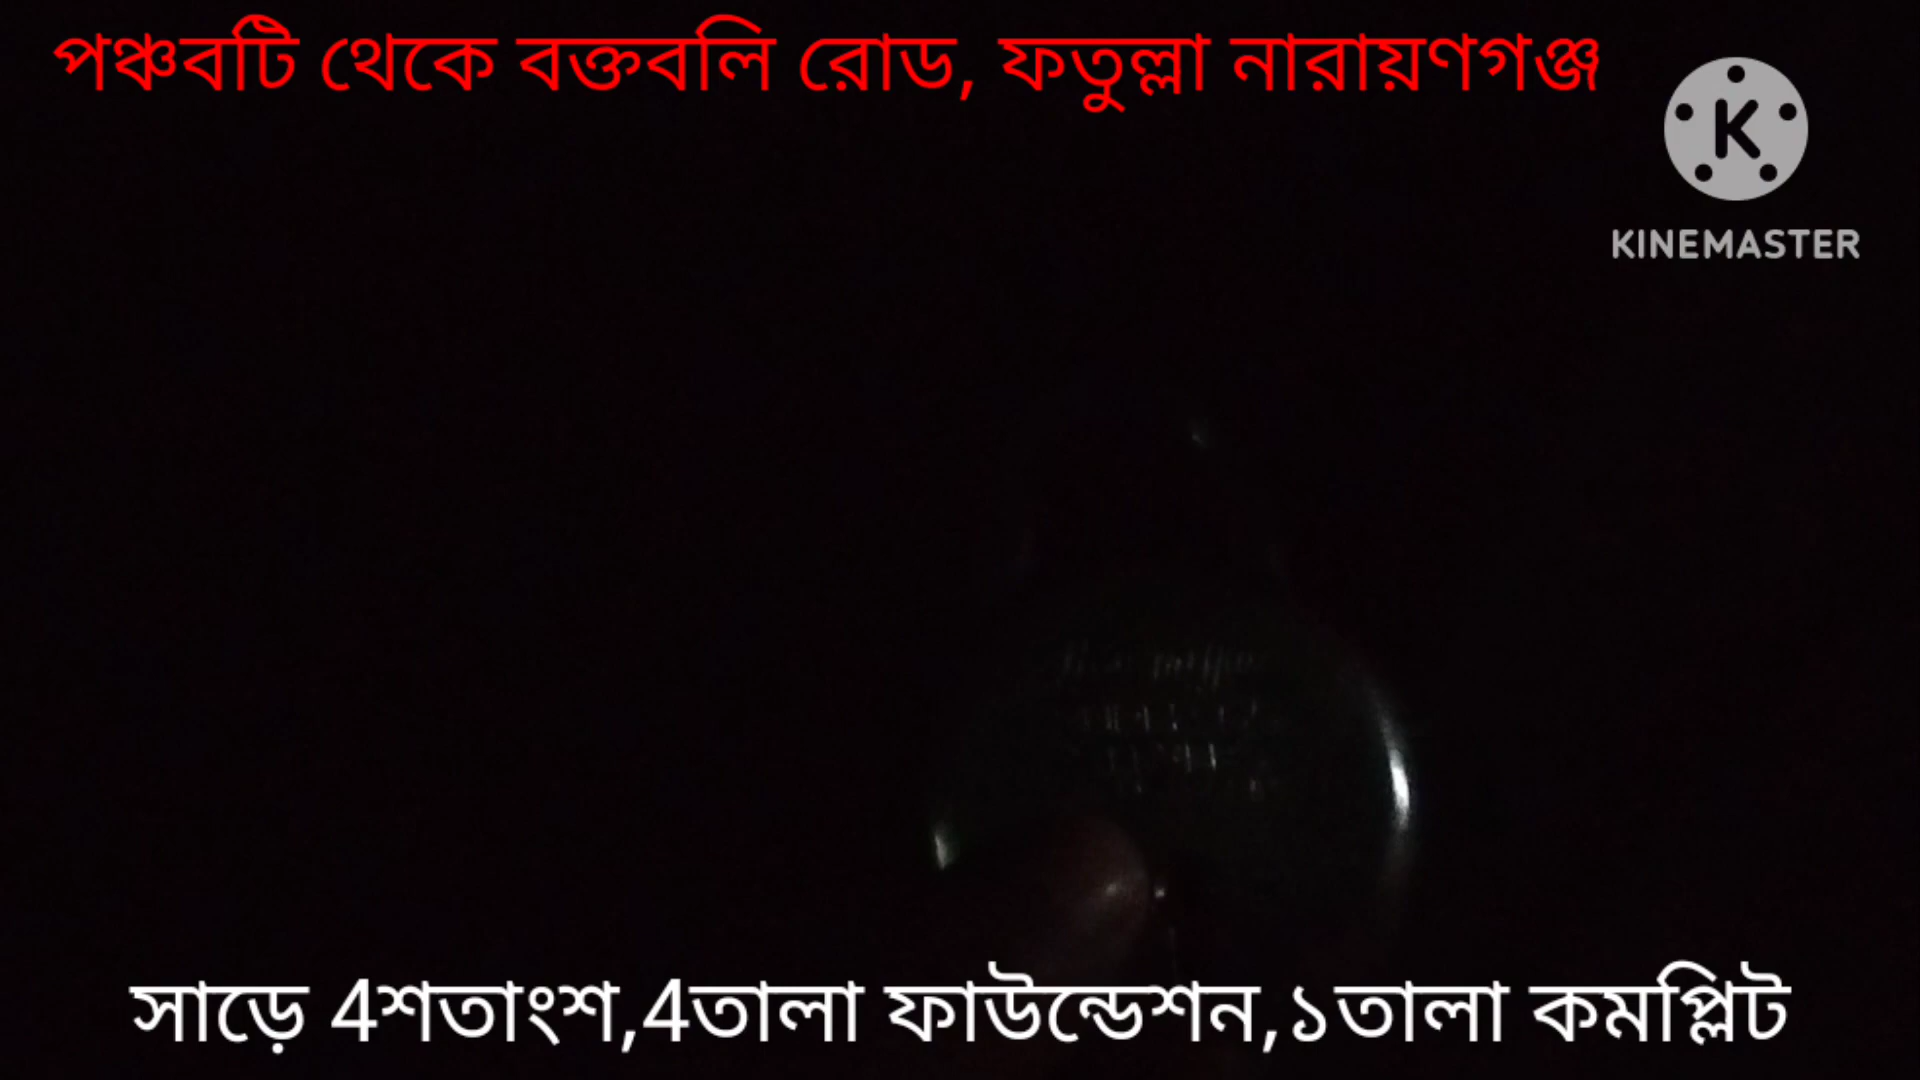 পঞ্চবটি থেকে বক্তবলি রোড, ফতুল্লা নারায়ণগঞ্জ
K
KINEMASTER
সাড়ে 4শতাংশ,4তালা ফাউন্ডেশন,১তালা কমপ্লিট